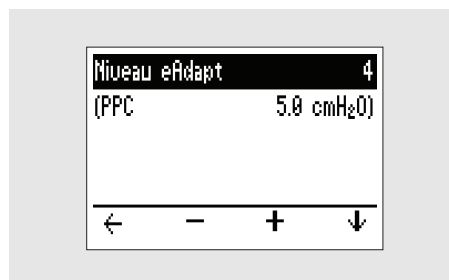 Niveau eAdapt 4
(PPC 5.0 cmH₂O)
← − + ↓